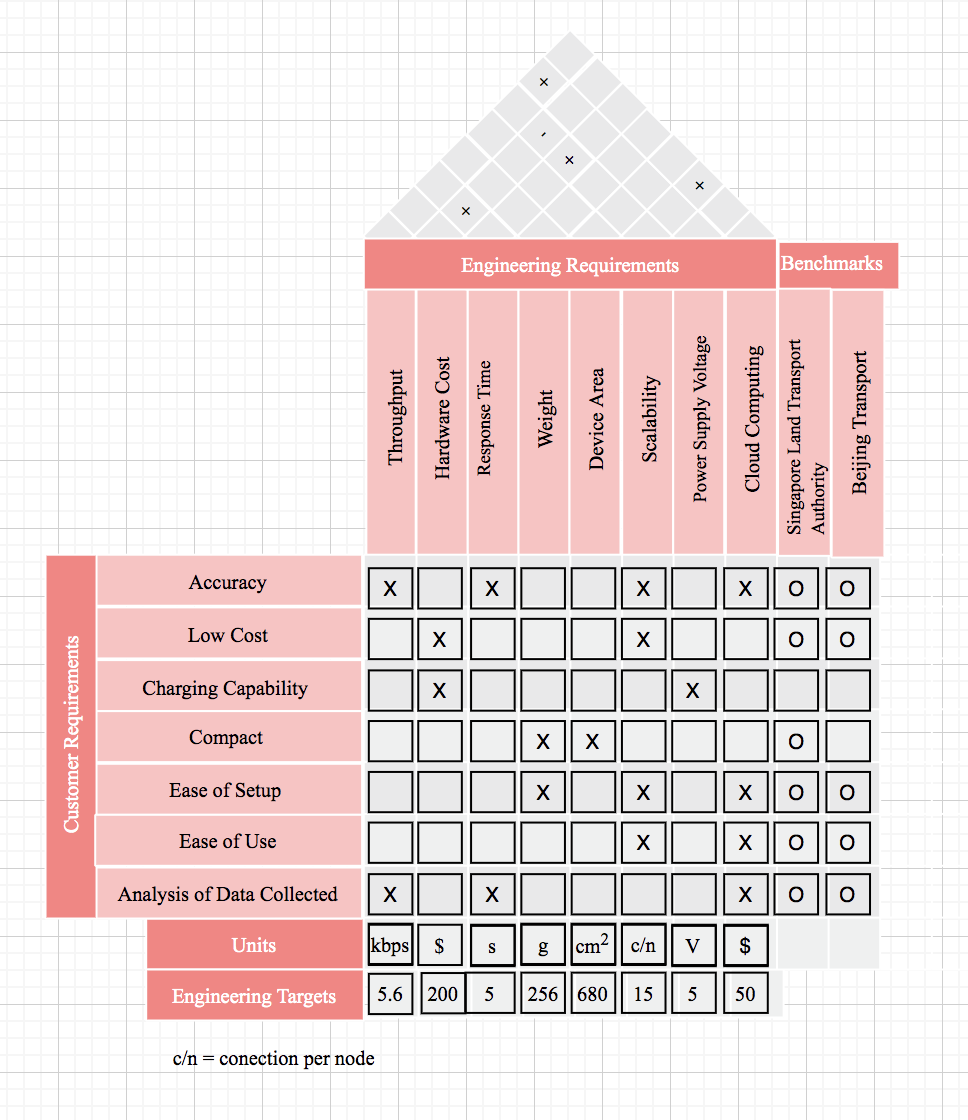 ×
´
×
×
×
Engineering Requirements
Benchmarks
Throughput
Hardware Cost
Response Time
Weight
Device Area
Scalability
Power Supply Voltage
Cloud Computing
Singapore Land Transport
Authority
Beijing Transport
Customer Requirements
Accuracy X X X X O O
Low Cost X X O O
Charging Capability X X
Compact X X O
Ease of Setup X X X O O
Ease of Use X X O O
Analysis of Data Collected X X X O O
Units kbps $ s g cm² c/n V $
Engineering Targets 5.6 200 5 256 680 15 5 50
c/n = conection per node